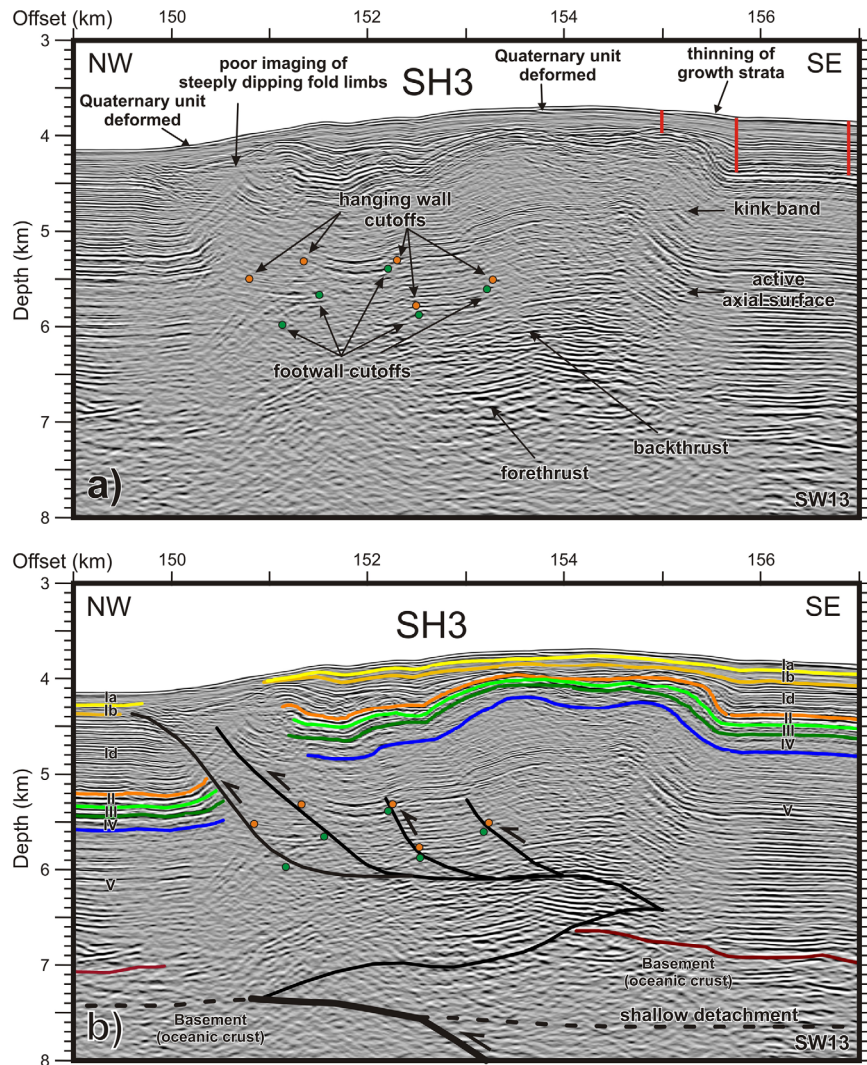 Offset (km) 150 152 154 156
3
NW SE
SH3
poor imaging of
steeply dipping fold limbs
Quaternary unit
deformed
Quaternary unit
deformed
thinning of
growth strata
4
hanging wall
cutoffs
kink band
5
Depth (km)
active
axial surface
6
footwall cutoffs
7
backthrust
forethrust
a)
SW13
8
Offset (km) 150 152 154 156
3
NW SE
SH3
4
Ia Ia
Ib Ib
Id Id
II
III
IV
5
II
III
IV
V
Depth (km)
6
V
7
Basement
(oceanic crust)
Basement
(oceanic crust)
shallow detachment
b)
SW13
8